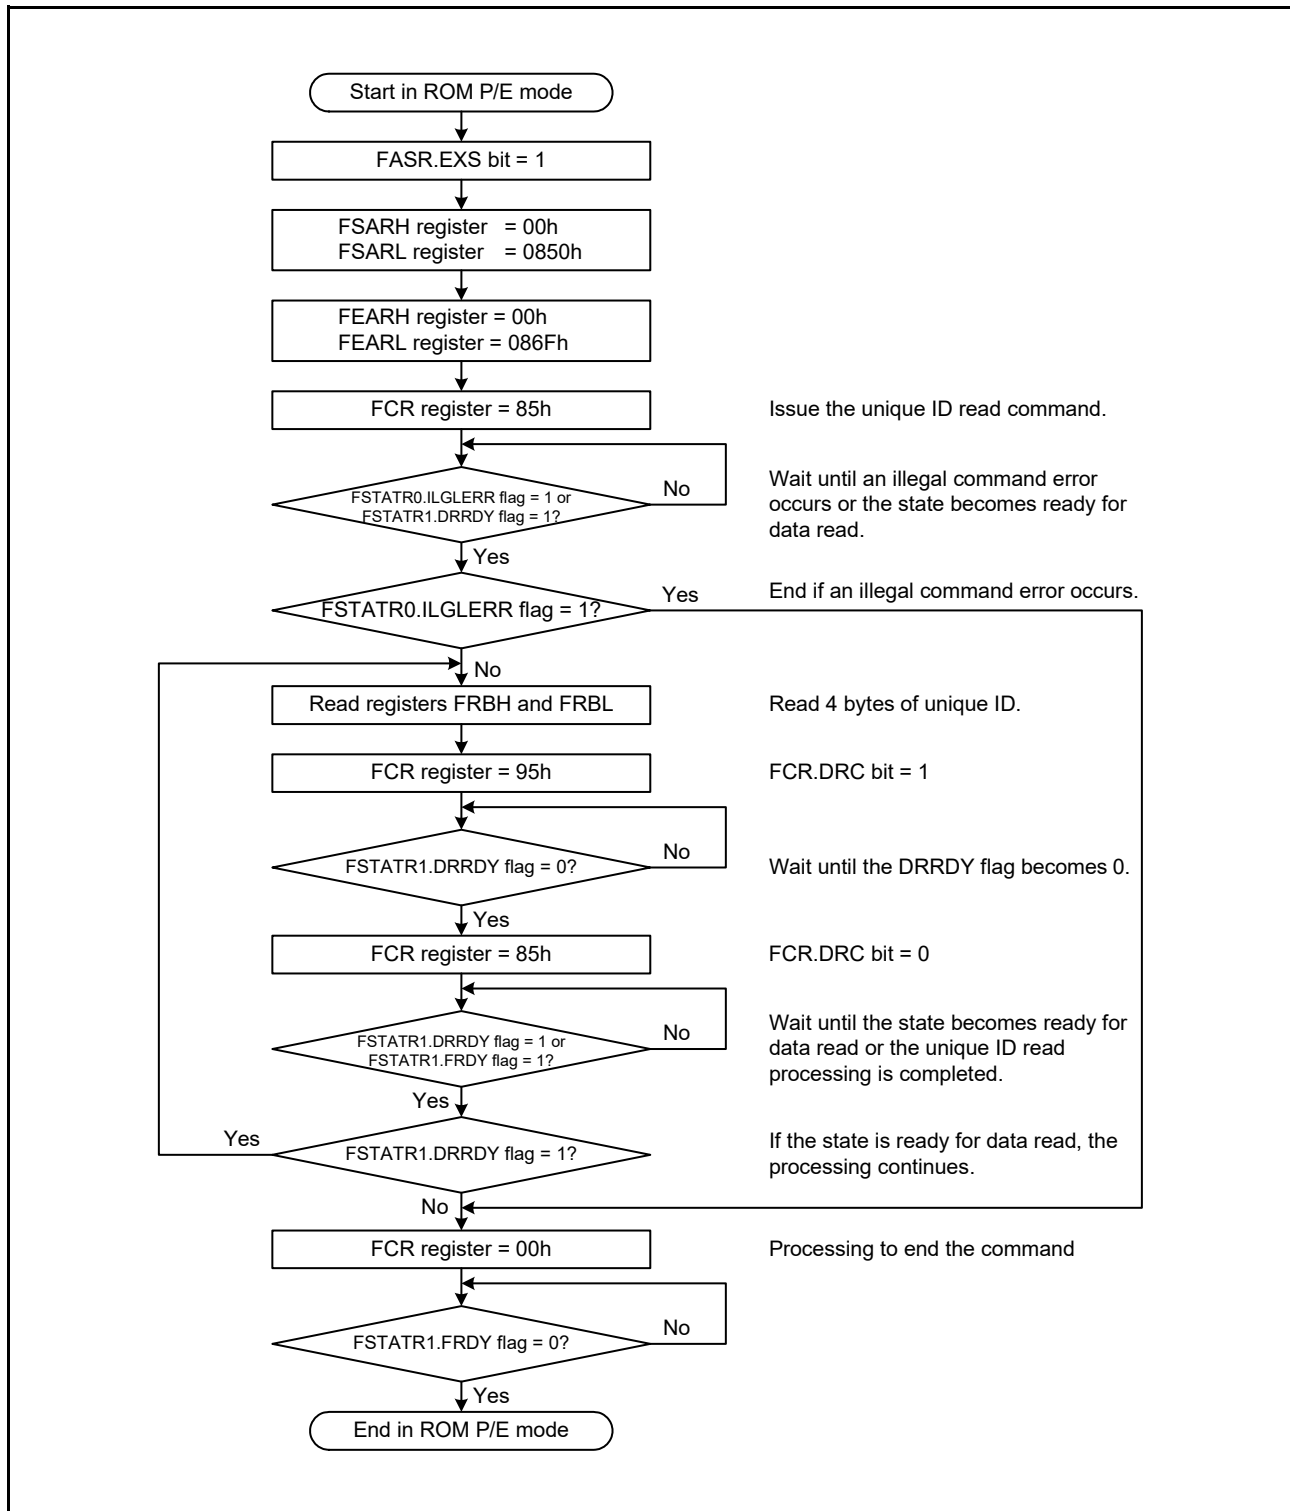 Start in ROM P/E mode
FASR.EXS bit = 1
FSARH register = 00h
FSARL register = 0850h
FEARH register = 00h
FEARL register = 086Fh
FCR register = 85h
Issue the unique ID read command.
FSTATR0.ILGLERR flag = 1 or
FSTATR1.DRRDY flag = 1?
No
Wait until an illegal command error
occurs or the state becomes ready for
data read.
Yes
FSTATR0.ILGLERR flag = 1?
Yes
End if an illegal command error occurs.
No
Read registers FRBH and FRBL
Read 4 bytes of unique ID.
FCR register = 95h
FCR.DRC bit = 1
FSTATR1.DRRDY flag = 0?
No
Wait until the DRRDY flag becomes 0.
Yes
FCR register = 85h
FCR.DRC bit = 0
FSTATR1.DRRDY flag = 1 or
FSTATR1.FRDY flag = 1?
No
Wait until the state becomes ready for
data read or the unique ID read
processing is completed.
Yes
Yes
FSTATR1.DRRDY flag = 1?
If the state is ready for data read, the
processing continues.
No
FCR register = 00h
Processing to end the command
FSTATR1.FRDY flag = 0?
No
Yes
End in ROM P/E mode